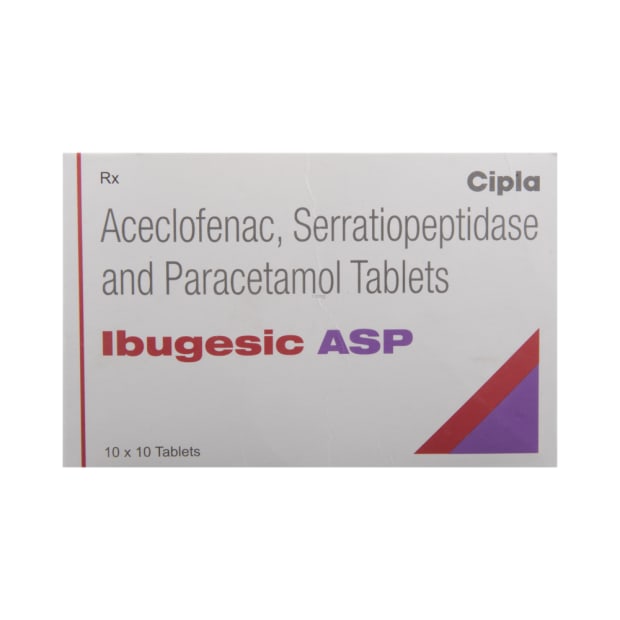 Rx
Cipla
Aceclofenac, Serratiopeptidase
and Paracetamol Tablets
Ibugesic ASP
10 x 10 Tablets